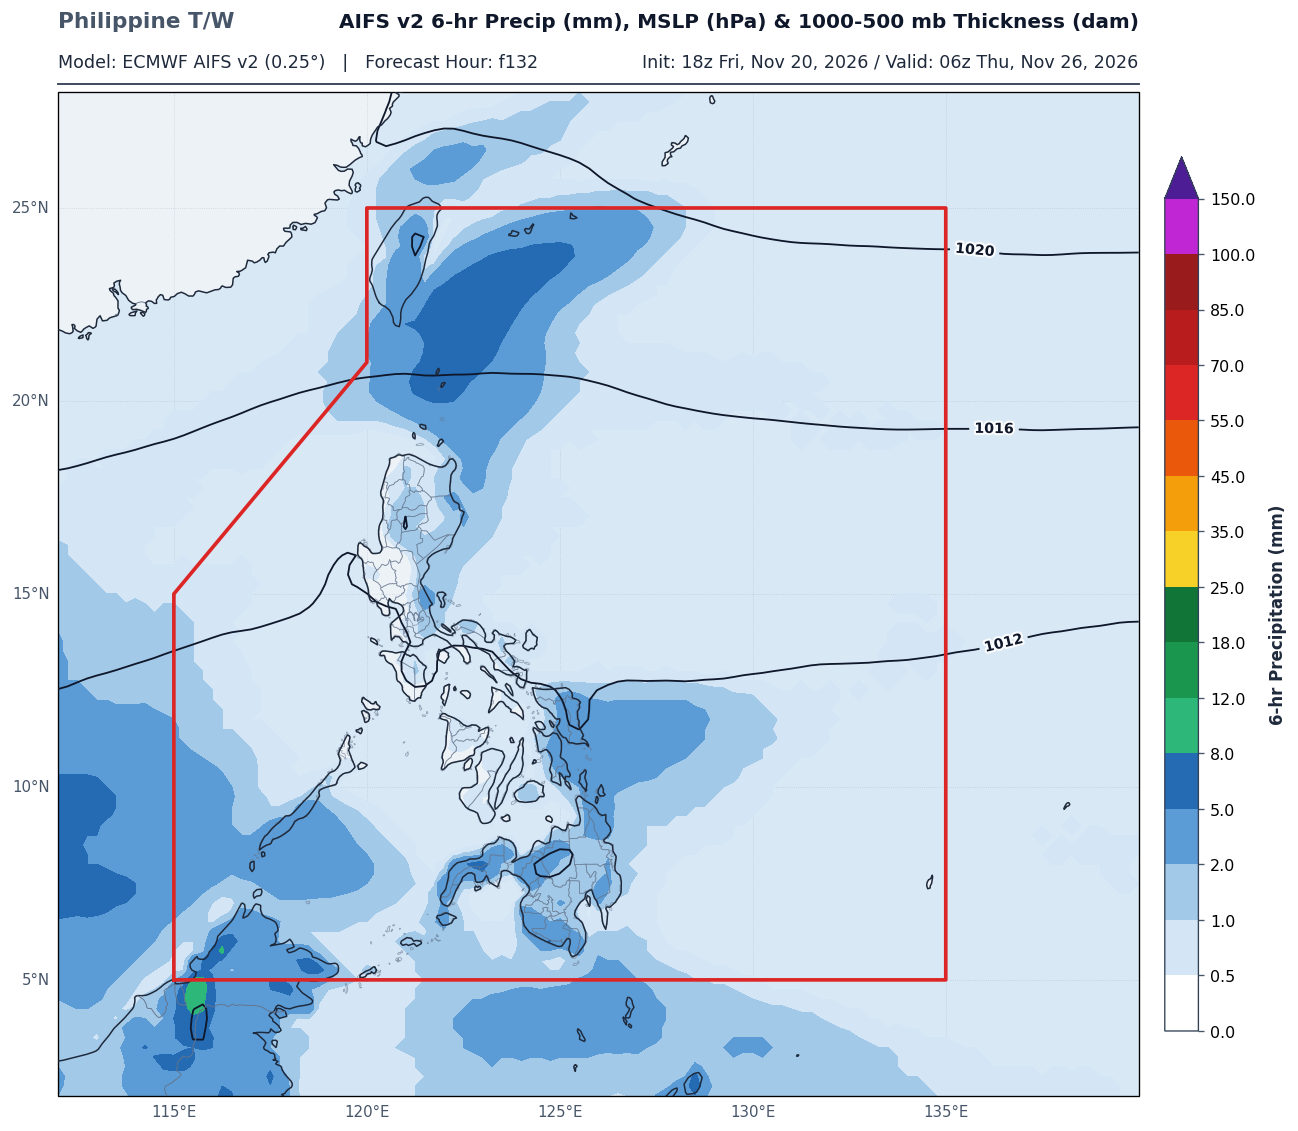 Philippine T/W
AIFS v2 6-hr Precip (mm), MSLP (hPa) & 1000-500 mb Thickness (dam)
Model: ECMWF AIFS v2 (0.25°) | Forecast Hour: f132
Init: 18z Fri, Nov 20, 2026 / Valid: 06z Thu, Nov 26, 2026
25°N
20°N
15°N
10°N
5°N
1020
1016
1012
115°E
120°E
125°E
130°E
135°E
150.0
100.0
85.0
70.0
55.0
45.0
35.0
25.0
18.0
12.0
8.0
5.0
2.0
1.0
0.5
0.0
6-hr Precipitation (mm)